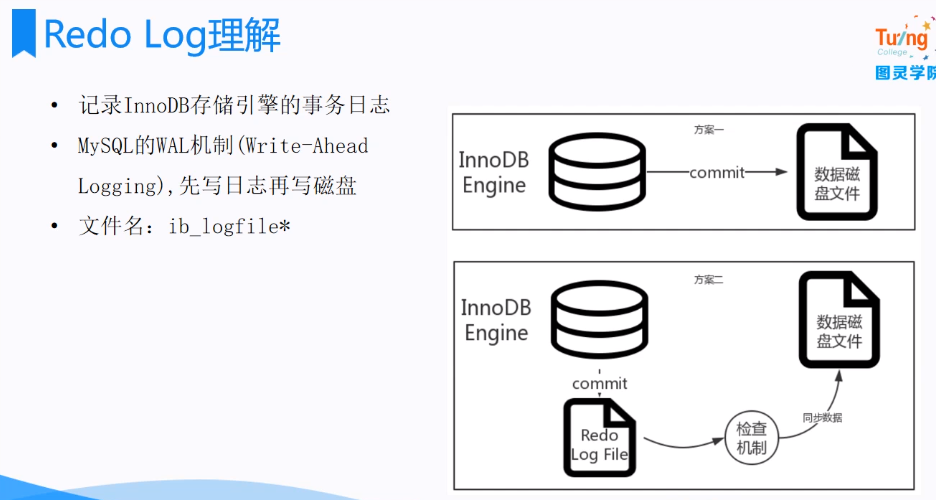 Redo Log理解
Turing
College
图灵学院
• 记录InnoDB存储引擎的事务日志
• MySQL的WAL机制(Write-Ahead
Logging),先写日志再写磁盘
• 文件名: ib_logfile*
方案一
InnoDB
Engine
commit
数据磁
盘文件
方案二
InnoDB
Engine
commit
Redo
Log File
检查
机制
同步数据
数据磁
盘文件